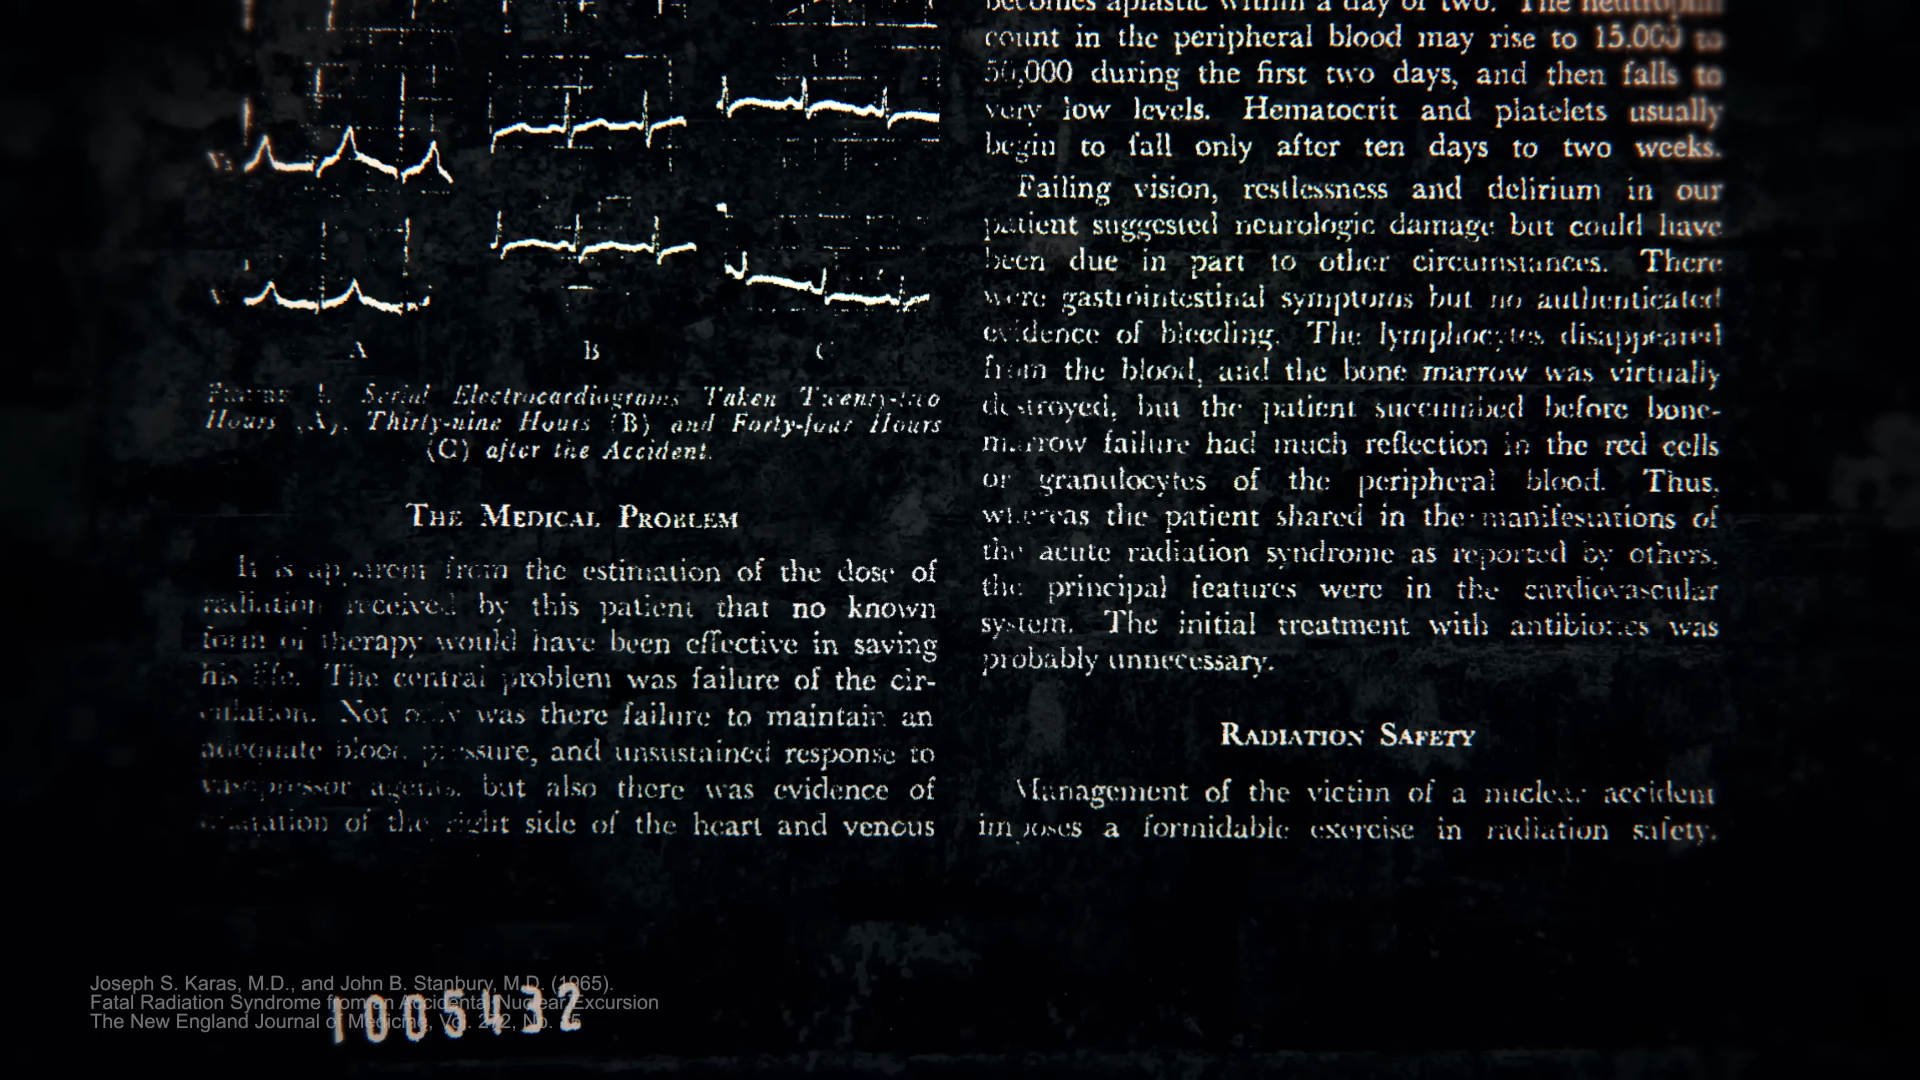 V
A
B
C
Serial Electrocardiograms Taken Twenty-two
Hours (A), Thirty-nine Hours (B) and Forty-four Hours
(C) after the Accident.
THE MEDICAL PROBLEM
It is apparent from the estimation of the dose of
radiation received by this patient that no known
form of therapy would have been effective in saving
his life. The central problem was failure of the cir-
culation. Not only was there failure to maintain an
adequate blood pressure, and unsustained response to
vasopressor agents, but also there was evidence of
of the right side of the heart and venous
becomes aplastic within a day or two. The neutrophil
count in the peripheral blood may rise to 15.000 to
50,000 during the first two days, and then falls to
very low levels. Hematocrit and platelets usually
begin to fall only after ten days to two weeks.
Failing vision, restlessness and delirium in our
patient suggested neurologic damage but could have
been due in part to other circumstances. There
were gastrointestinal symptoms but no authenticated
evidence of bleeding. The lymphocytes disappeared
from the blood, and the bone marrow was virtually
destroyed, but the patient succumbed before bone-
marrow failure had much reflection in the red cells
or granulocytes of the peripheral blood. Thus,
whereas the patient shared in the manifestations of
the acute radiation syndrome as reported by others,
the principal features were in the cardiovascular
system. The initial treatment with antibiotics was
probably unnecessary.
RADIATION SAFETY
Management of the victim of a nuclear accident
imposes a formidable exercise in radiation safety.
Joseph S. Karas, M.D., and John B. Stanbury, M.D. (1965).
Fatal Radiation Syndrome from an Accidental Nuclear Excursion
The New England Journal of Medicine, Vol. 272, No.
1005432